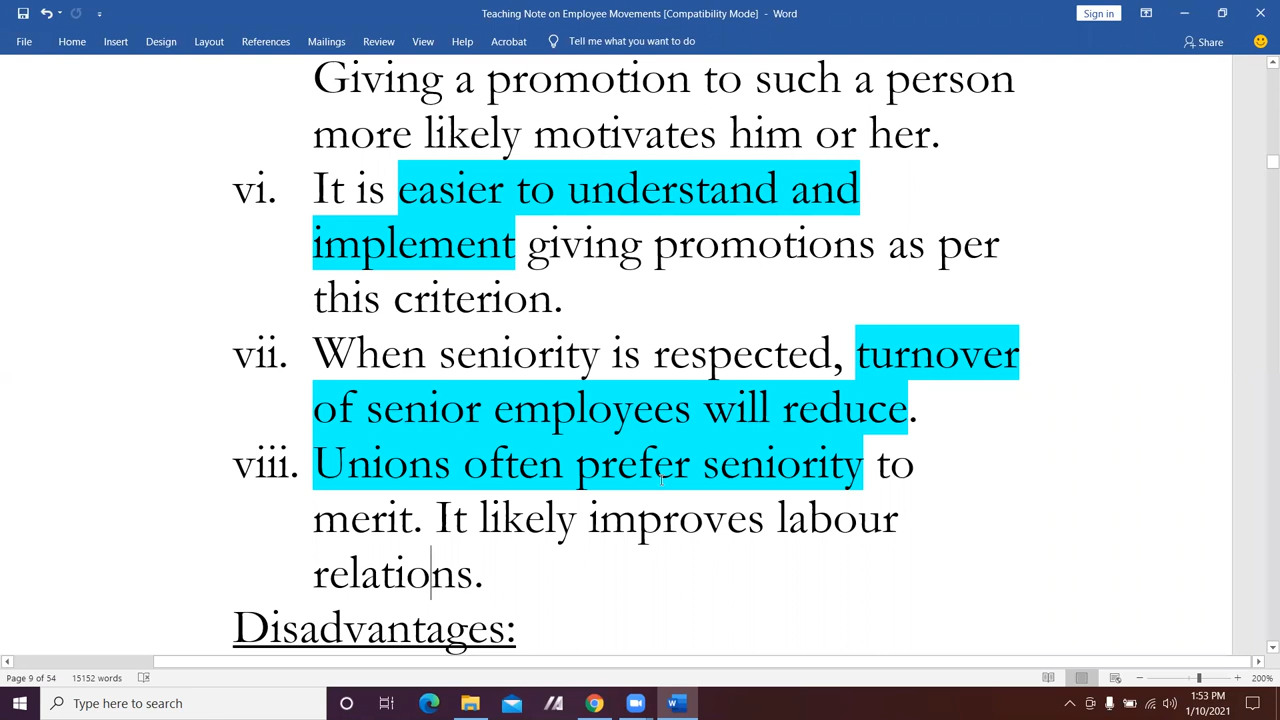 Teaching Note on Employee Movements [Compatibility Mode] - Word
Sign in
File Home Insert Design Layout References Mailings Review View Help Acrobat Tell me what you want to do Share
Giving a promotion to such a person
more likely motivates him or her.
vi. It is easier to understand and
implement giving promotions as per
this criterion.
vii. When seniority is respected, turnover
of senior employees will reduce.
viii. Unions often prefer seniority to
merit. It likely improves labour
relations.
Disadvantages:
Page 9 of 54 15152 words 200%
Type here to search
1:53 PM
1/10/2021